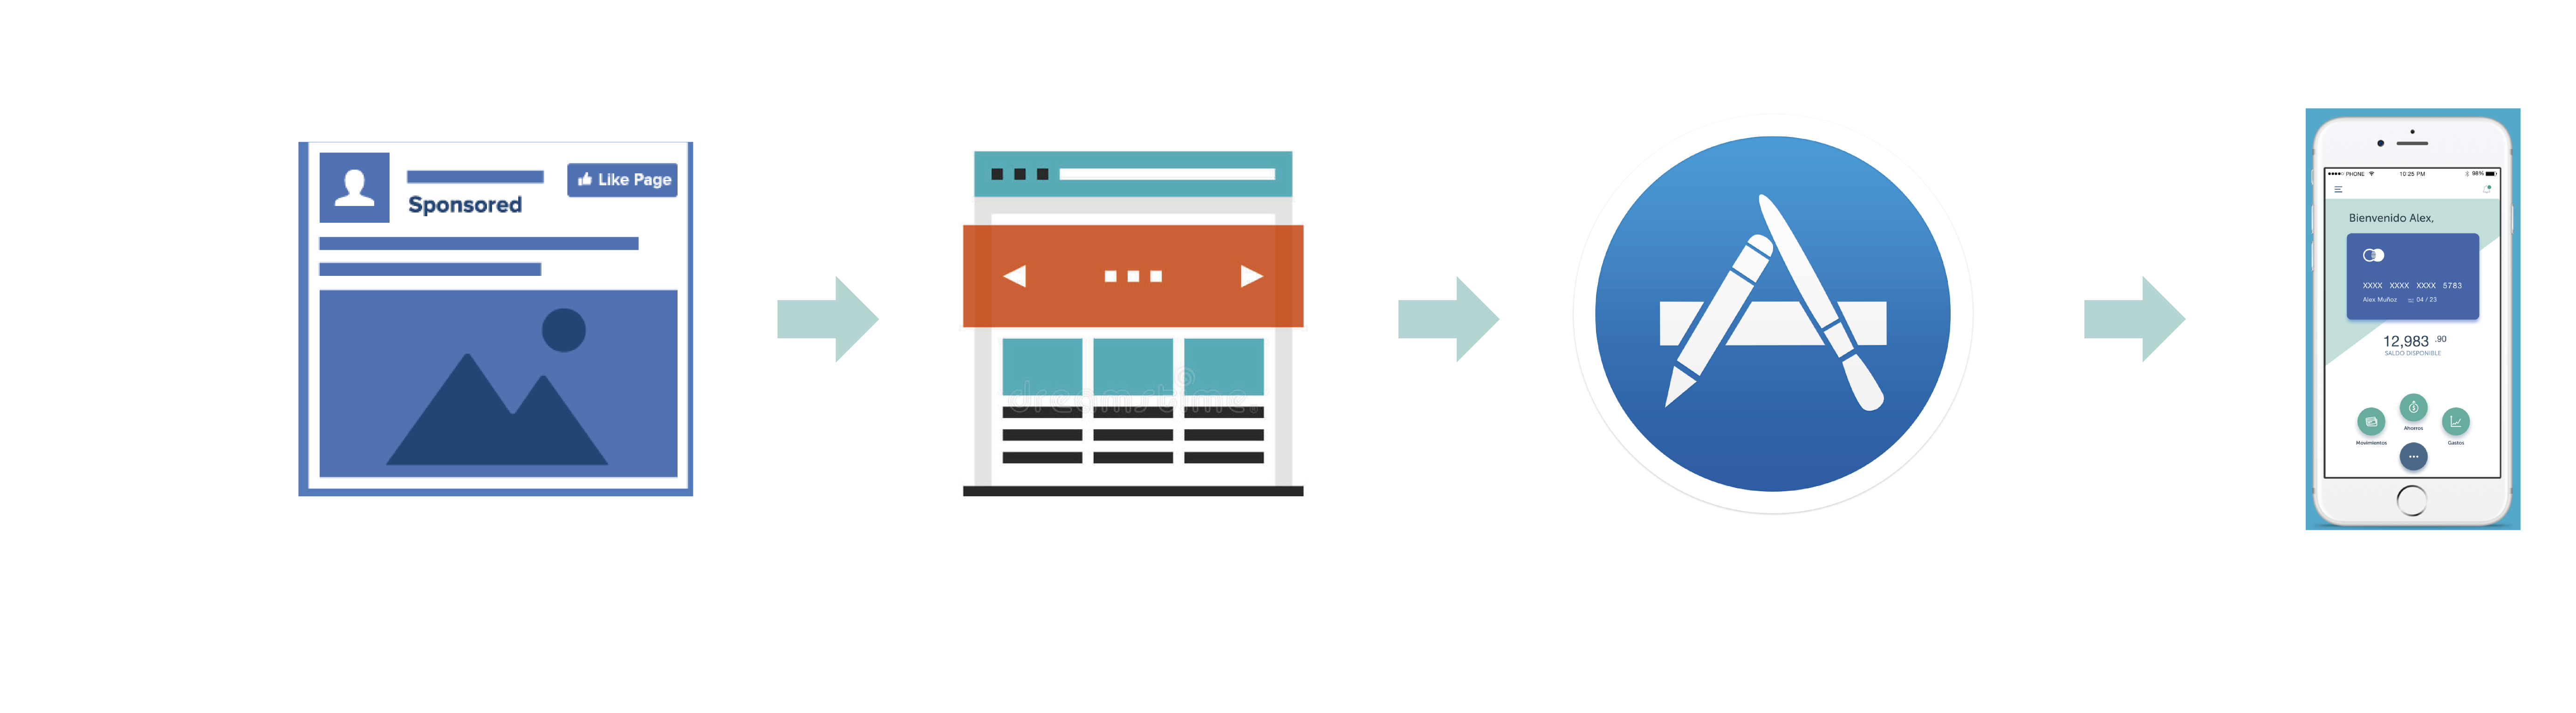 Like Page
Sponsored
dreamstime
PHONE 10:25 PM 98%
Bienvenido Alex,
XXXX XXXX XXXX 5783
Alex Muñoz 04 / 23
12,983 .90
SALDO DISPONIBLE
Ahorros
Movimientos Gastos